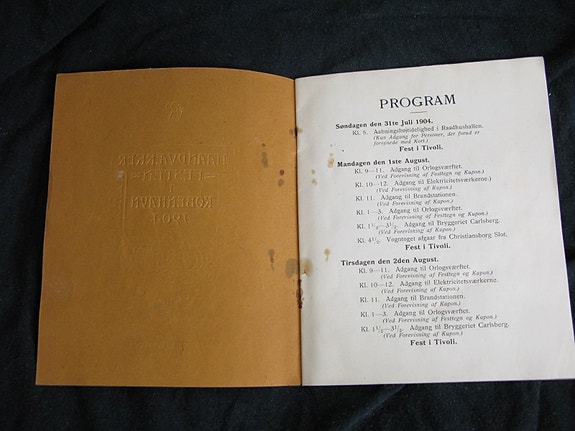 HAANDVÆRKER
FESTEN
KØBENHAVN
PROGRAM
Søndagen den 31te Juli 1904.
Kl. 5. Aabningshøjtidelighed i Raadhushallen.
(Kun Adgang for Personer, der forud er
forsynede med Kort.)
Fest i Tivoli.
Mandagen den 1ste August.
Kl. 9—11. Adgang til Orlogsværftet.
(Ved Forevisning af Festtegn og Kupon.)
Kl. 10—12. Adgang til Elektricitetsværkerne.
(Ved Forevisning af Kupon.)
Kl. 11. Adgang til Brandstationen.
(Ved Forevisning af Kupon.)
Kl. 1—3. Adgang til Orlogsværftet.
(Ved Forevisning af Festtegn og Kupon.)
Kl. 1½—3½. Adgang til Bryggeriet Carlsberg.
(Ved Forevisning af Kupon.)
Kl. 4½. Vogntoget afgaar fra Christiansborg Slot.
Fest i Tivoli.
Tirsdagen den 2den August.
Kl. 9—11. Adgang til Orlogsværftet.
(Ved Forevisning af Festtegn og Kupon.)
Kl. 10—12. Adgang til Elektricitetsværkerne.
(Ved Forevisning af Kupon.)
Kl. 11. Adgang til Brandstationen.
(Ved Forevisning af Kupon.)
Kl. 1—3. Adgang til Orlogsværftet.
(Ved Forevisning af Festtegn og Kupon.)
Kl. 1½—3½. Adgang til Bryggeriet Carlsberg.
(Ved Forevisning af Kupon.)
Fest i Tivoli.